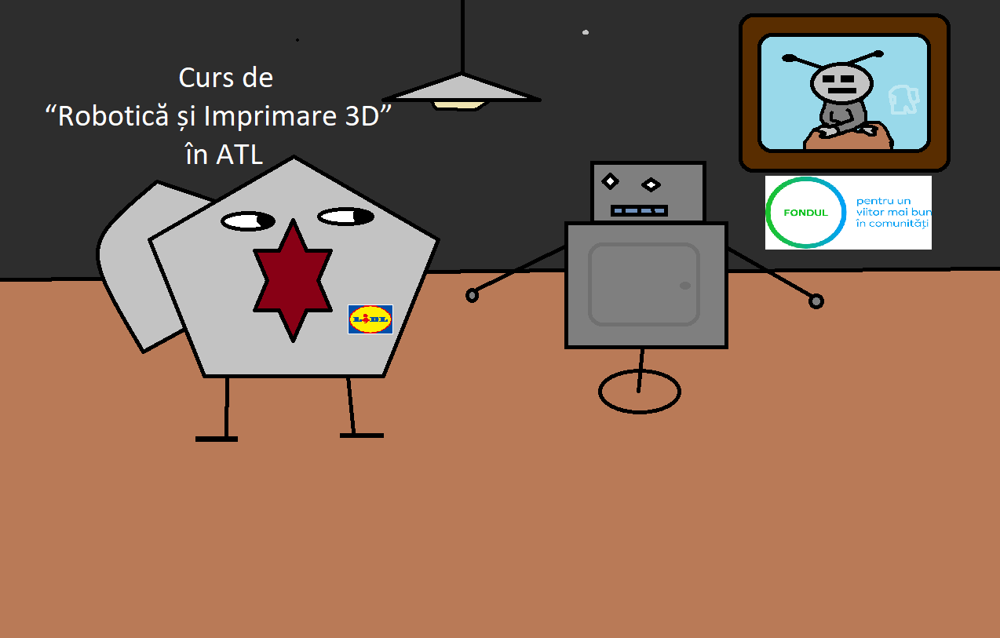 Curs de
“Robotică și Imprimare 3D”
în ATL
LIDL
FONDUL
pentru un
viitor mai bun
în comunități